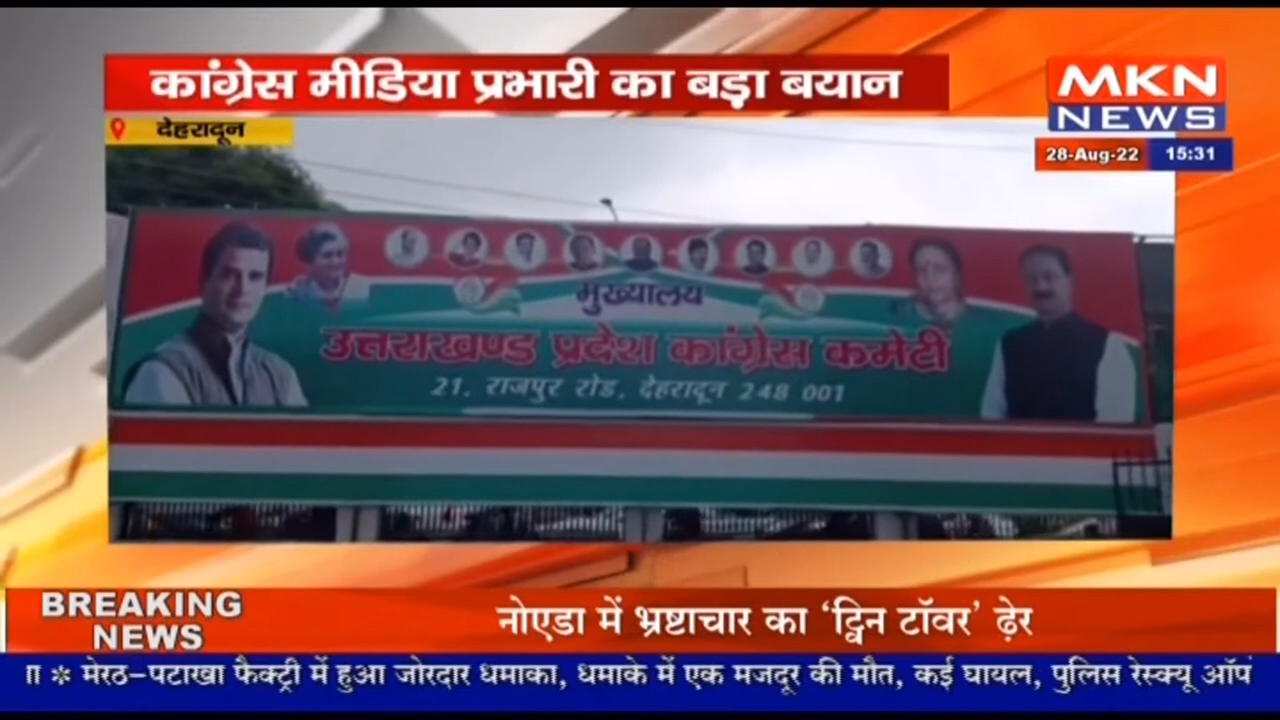 कांग्रेस मीडिया प्रभारी का बड़ा बयान
MKN
NEWS
देहरादून
28-Aug-22 15:31
मुख्यालय
उत्तराखण्ड प्रदेश कांग्रेस कमेटी
21, राजपुर रोड, देहरादून 248 001
BREAKING
NEWS
नोएडा में भ्रष्टाचार का ‘ट्विन टॉवर’ ढ़ेर
ा ❊ मेरठ–पटाखा फैक्ट्री में हुआ जोरदार धमाका, धमाके में एक मजदूर की मौत, कई घायल, पुलिस रेस्क्यू ऑप